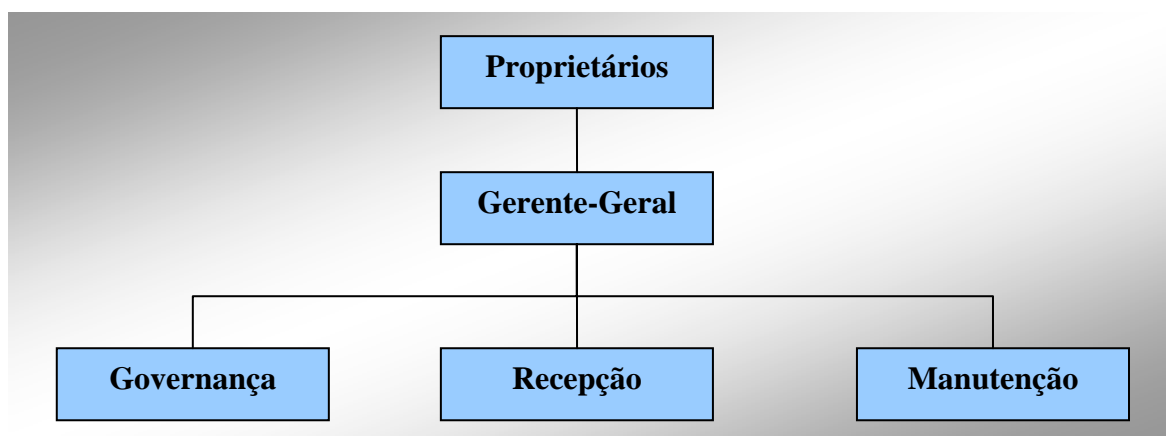 Proprietários
Gerente-Geral
Governança
Recepção
Manutenção